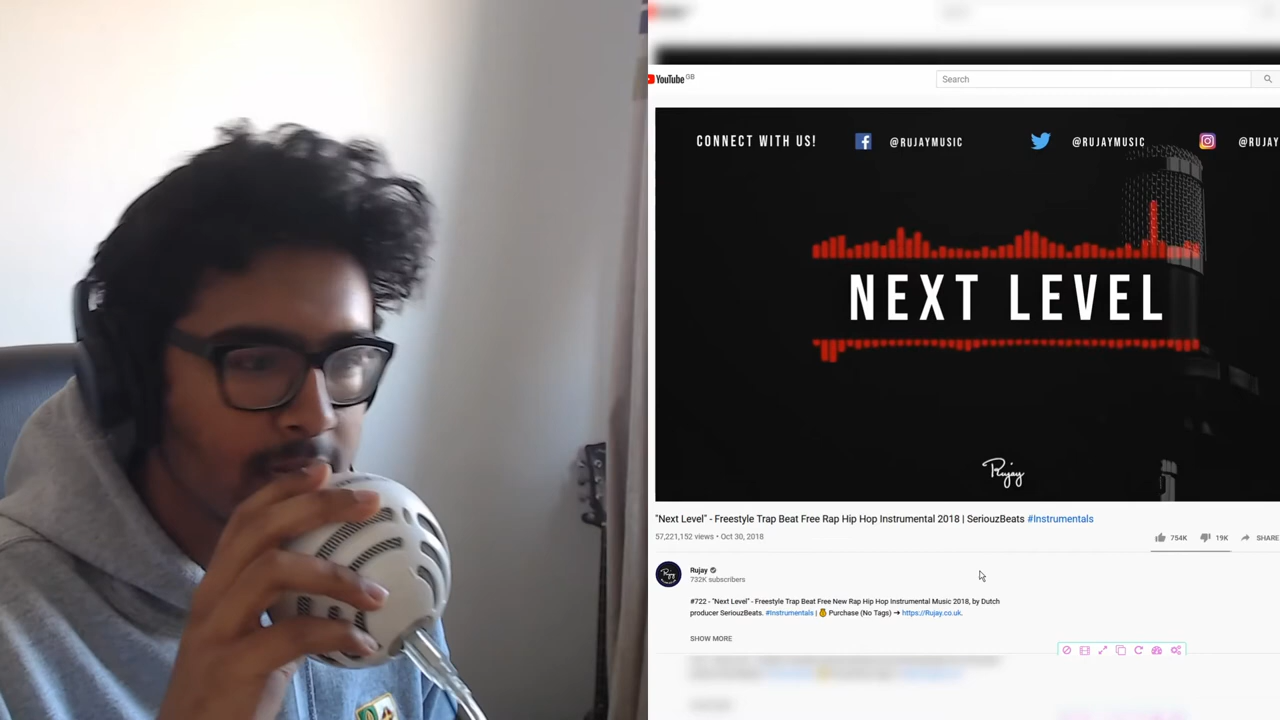 YouTube GB
Search
CONNECT WITH US! @RUJAYMUSIC @RUJAYMUSIC @RUJAY
NEXT LEVEL
Rujay
"Next Level" - Freestyle Trap Beat Free Rap Hip Hop Instrumental 2018 | SeriouzBeats #Instrumentals
57,221,152 views • Oct 30, 2018
754K 19K SHARE
Rujay
732K subscribers
#722 - "Next Level" - Freestyle Trap Beat Free New Rap Hip Hop Instrumental Music 2018, by Dutch
producer SeriouzBeats. #Instrumentals | 💰 Purchase (No Tags) ➔ https://Rujay.co.uk.
SHOW MORE